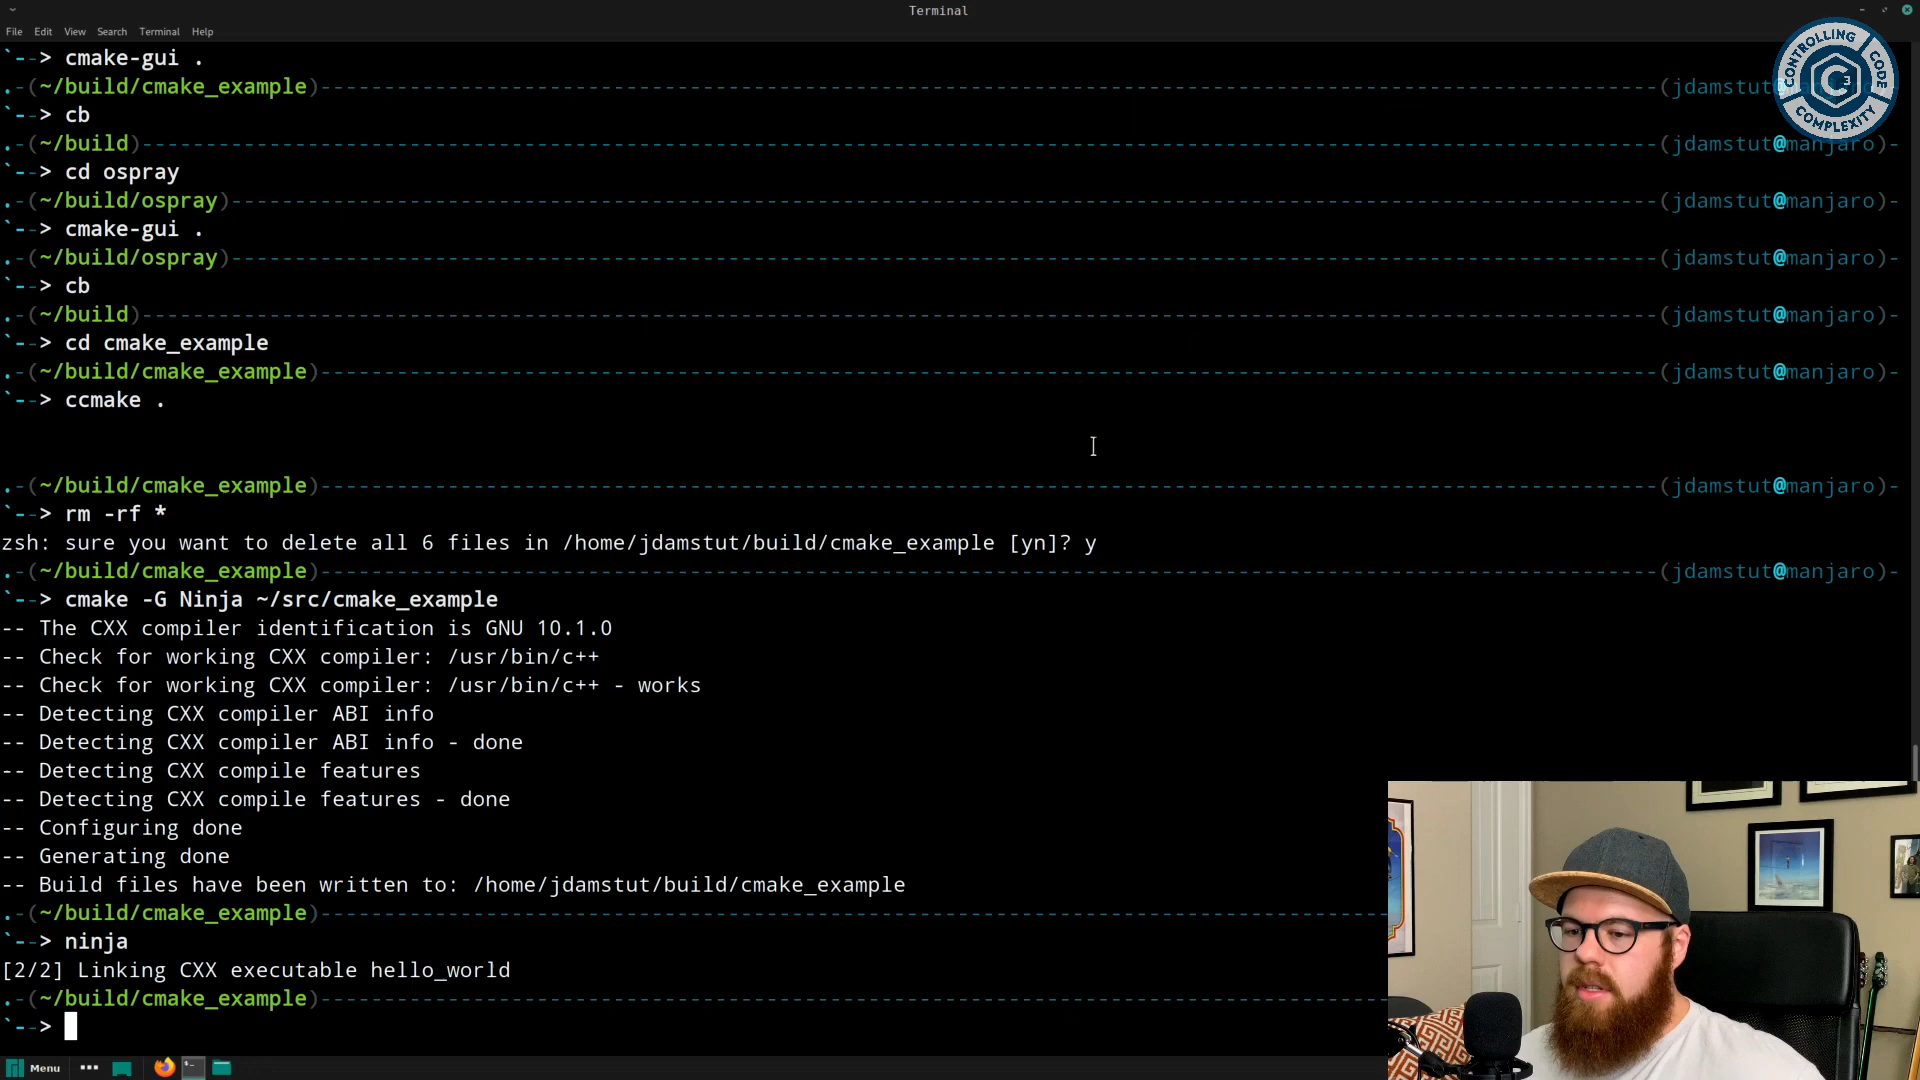 Terminal
File Edit View Search Terminal Help
`--> cmake-gui .
.-(~/build/cmake_example)--(jdamstut
`--> cb
.-(~/build)--(jdamstut@manjaro)-
`--> cd ospray
.-(~/build/ospray)--(jdamstut@manjaro)-
`--> cmake-gui .
.-(~/build/ospray)--(jdamstut@manjaro)-
`--> cb
.-(~/build)--(jdamstut@manjaro)-
`--> cd cmake_example
.-(~/build/cmake_example)--(jdamstut@manjaro)-
`--> ccmake .
.-(~/build/cmake_example)--(jdamstut@manjaro)-
`--> rm -rf *
zsh: sure you want to delete all 6 files in /home/jdamstut/build/cmake_example [yn]? y
.-(~/build/cmake_example)--(jdamstut@manjaro)-
`--> cmake -G Ninja ~/src/cmake_example
-- The CXX compiler identification is GNU 10.1.0
-- Check for working CXX compiler: /usr/bin/c++
-- Check for working CXX compiler: /usr/bin/c++ - works
-- Detecting CXX compiler ABI info
-- Detecting CXX compiler ABI info - done
-- Detecting CXX compile features
-- Detecting CXX compile features - done
-- Configuring done
-- Generating done
-- Build files have been written to: /home/jdamstut/build/cmake_example
.-(~/build/cmake_example)--
`--> ninja
[2/2] Linking CXX executable hello_world
.-(~/build/cmake_example)--
`-->
Menu
CONTROLLING CODE COMPLEXITY
C3